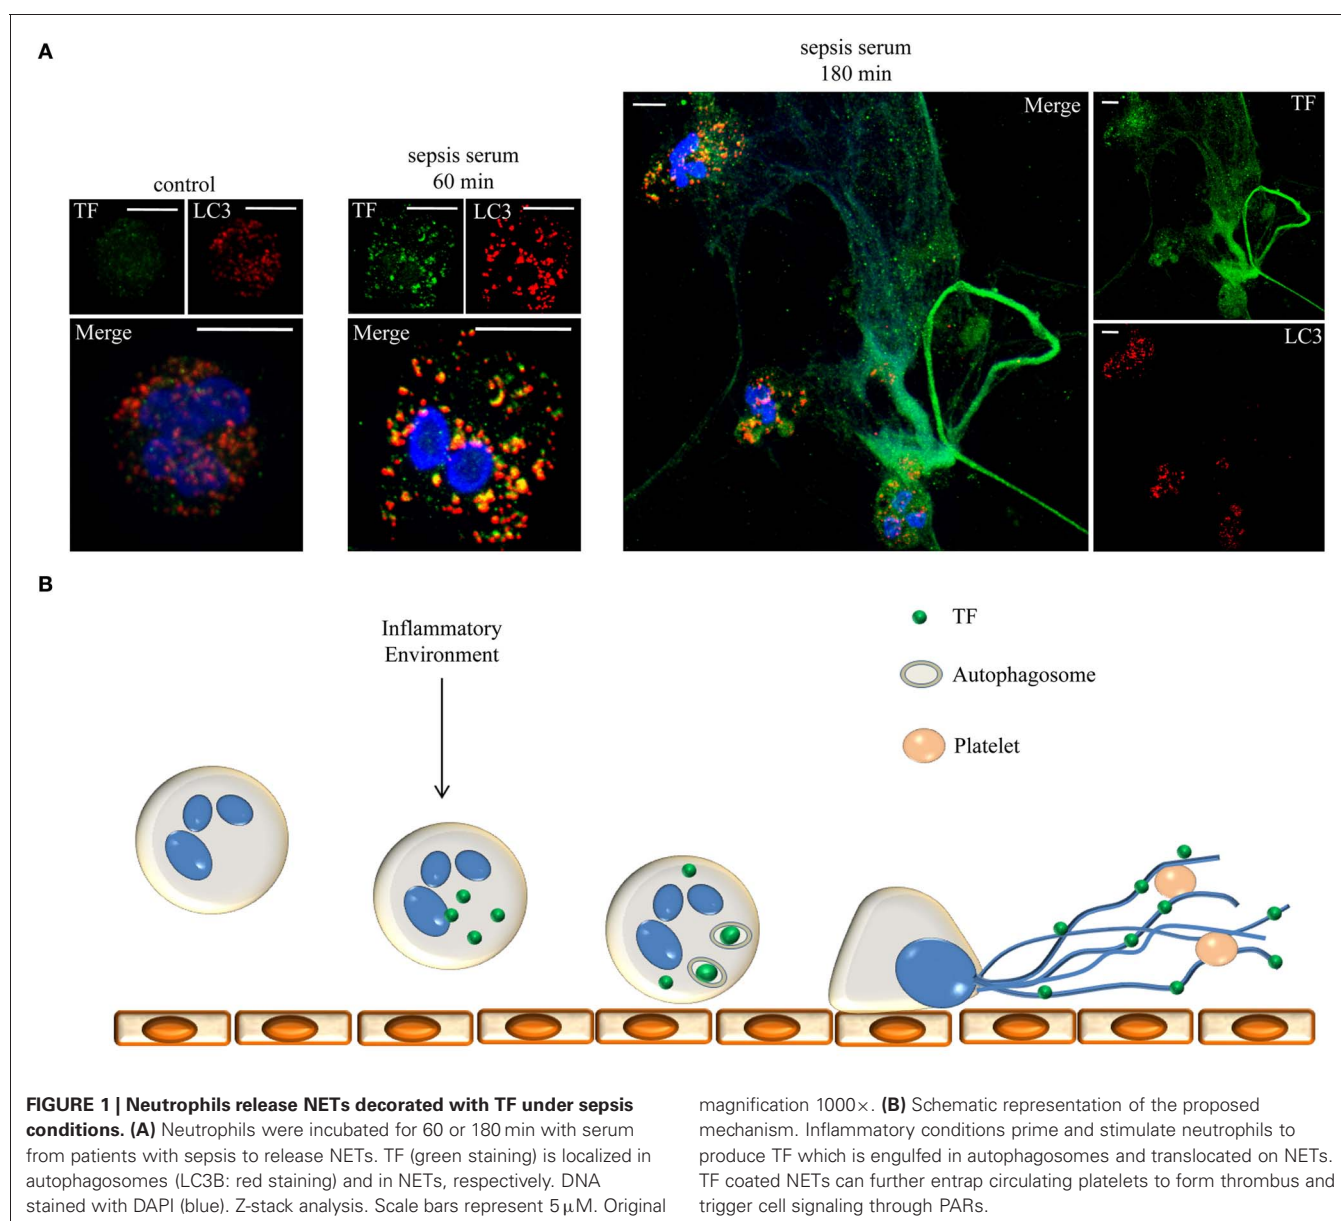 A
control
TF
LC3
Merge
sepsis serum
60 min
TF
LC3
Merge
sepsis serum
180 min
Merge
TF
LC3
B
Inflammatory
Environment
TF
Autophagosome
Platelet
FIGURE 1 | Neutrophils release NETs decorated with TF under sepsis
conditions. (A) Neutrophils were incubated for 60 or 180 min with serum
from patients with sepsis to release NETs. TF (green staining) is localized in
autophagosomes (LC3B: red staining) and in NETs, respectively. DNA
stained with DAPI (blue). Z-stack analysis. Scale bars represent 5 μM. Original
magnification 1000×. (B) Schematic representation of the proposed
mechanism. Inflammatory conditions prime and stimulate neutrophils to
produce TF which is engulfed in autophagosomes and translocated on NETs.
TF coated NETs can further entrap circulating platelets to form thrombus and
trigger cell signaling through PARs.